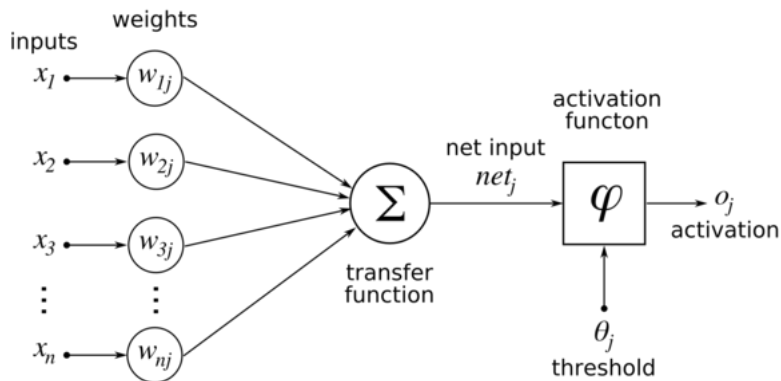 weights
inputs
x₁
w₁ⱼ
activation
functon
x₂
w₂ⱼ
net input
netⱼ
Σ
φ
oⱼ
activation
x₃
w₃ⱼ
transfer
function
θⱼ
threshold
xₙ
wₙⱼ